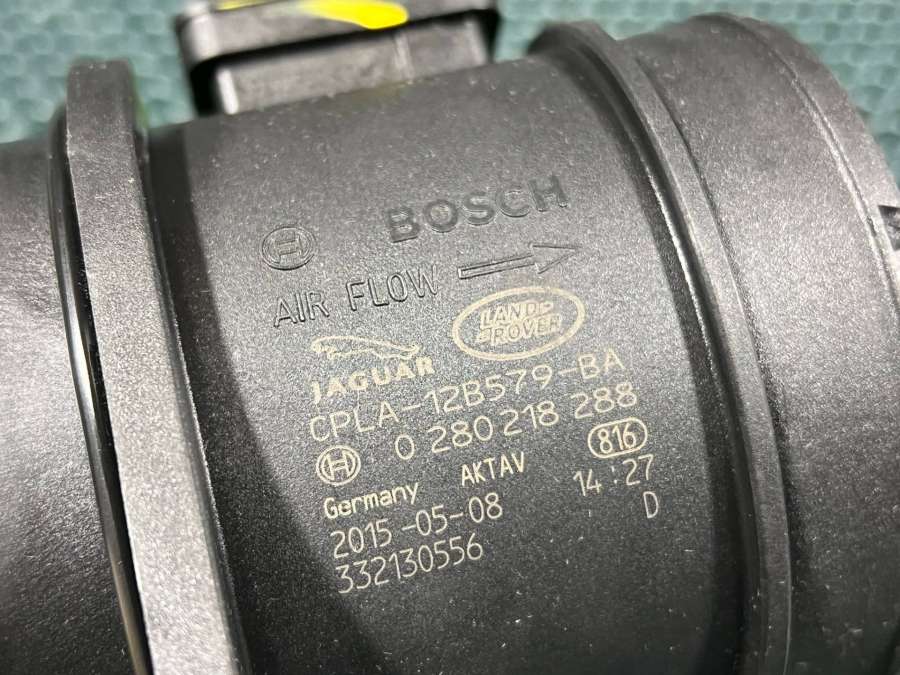 BOSCH
AIR FLOW
JAGUAR
LAND
ROVER
CPLA-12B579-BA
0 280 218 288
Germany AKTAV 816
2015-05-08 14:27
332130556 D